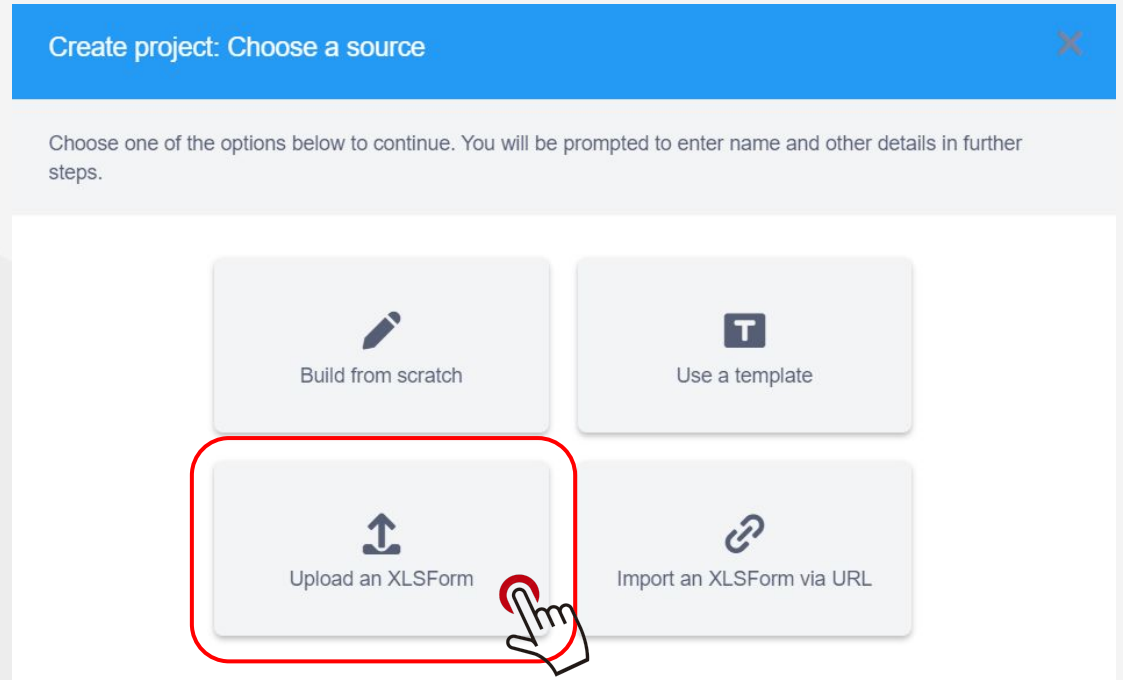 Create project: Choose a source
Choose one of the options below to continue. You will be prompted to enter name and other details in further
steps.
Build from scratch
T
Use a template
Upload an XLSForm
Import an XLSForm via URL